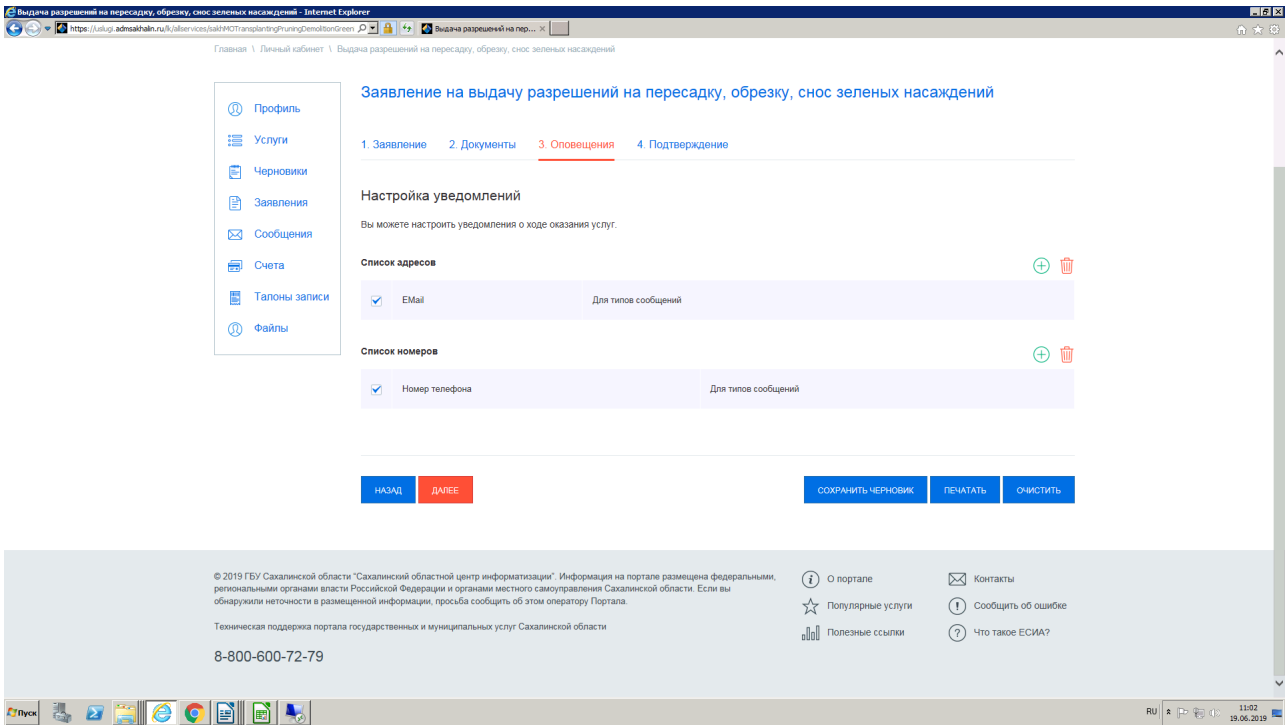 Выдача разрешений на пересадку, обрезку, снос зеленых насаждений - Internet Explorer
https://uslugi.admsakhalin.ru/lk/allservices/sakhMOTransplantingPruningDemolitionGreen
Выдача разрешений на пер...
Главная \ Личный кабинет \ Выдача разрешений на пересадку, обрезку, снос зеленых насаждений
Профиль
Услуги
Черновики
Заявления
Сообщения
Счета
Талоны записи
Файлы
Заявление на выдачу разрешений на пересадку, обрезку, снос зеленых насаждений
1. Заявление 2. Документы 3. Оповещения 4. Подтверждение
Настройка уведомлений
Вы можете настроить уведомления о ходе оказания услуг.
Список адресов
EMail Для типов сообщений
Список номеров
Номер телефона Для типов сообщений
НАЗАД ДАЛЕЕ СОХРАНИТЬ ЧЕРНОВИК ПЕЧАТАТЬ ОЧИСТИТЬ
© 2019 ГБУ Сахалинской области "Сахалинский областной центр информатизации". Информация на портале размещена федеральными,
региональными органами власти Российской Федерации и органами местного самоуправления Сахалинской области. Если вы
обнаружили неточности в размещенной информации, просьба сообщить об этом оператору Портала.
Техническая поддержка портала государственных и муниципальных услуг Сахалинской области
8-800-600-72-79
О портале
Популярные услуги
Полезные ссылки
Контакты
Сообщить об ошибке
Что такое ЕСИА?
Пуск
RU
11:02
19.06.2019